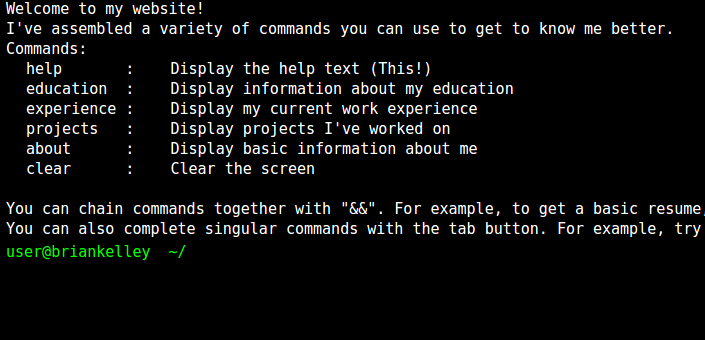 Welcome to my website!
I've assembled a variety of commands you can use to get to know me better.
Commands:
help : Display the help text (This!)
education : Display information about my education
experience : Display my current work experience
projects : Display projects I've worked on
about : Display basic information about me
clear : Clear the screen
You can chain commands together with "&&". For example, to get a basic resume,
You can also complete singular commands with the tab button. For example, try
user@briankelley ~/